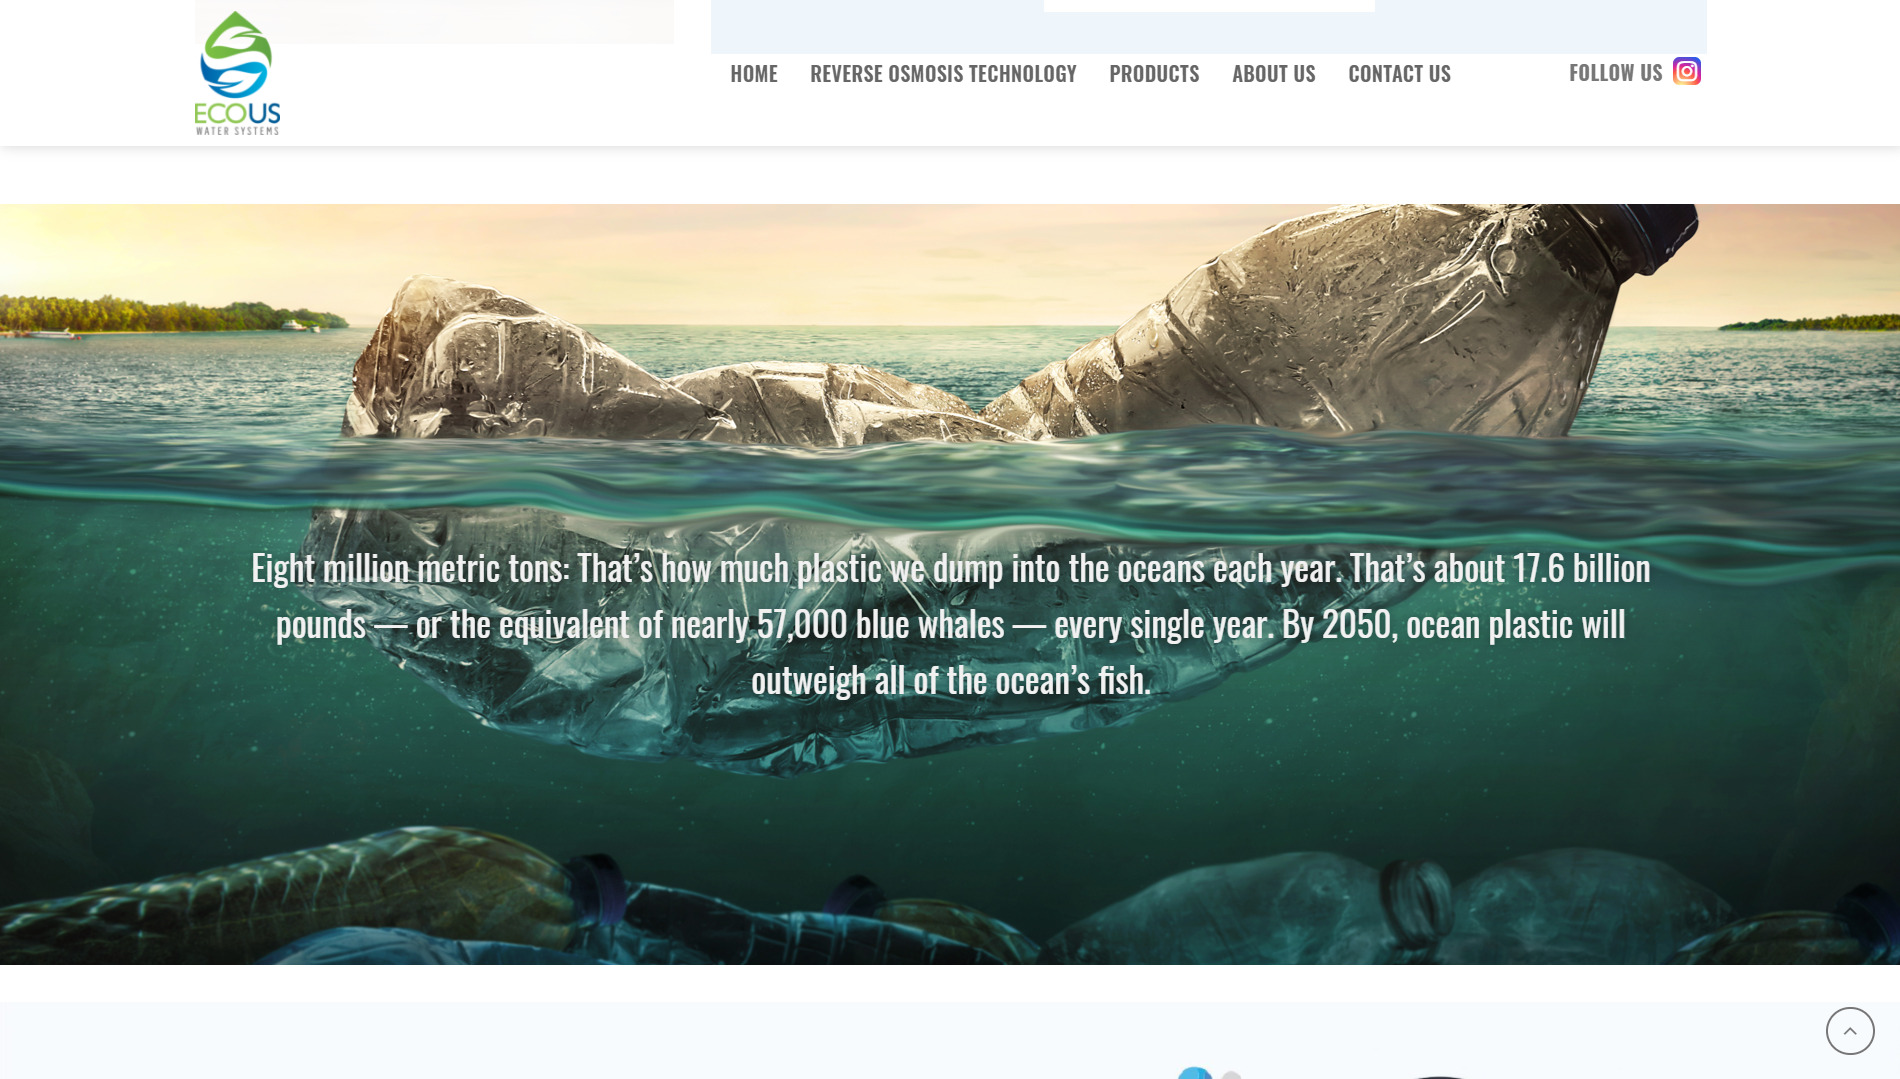 ECOUS
WATER SYSTEMS
HOME REVERSE OSMOSIS TECHNOLOGY PRODUCTS ABOUT US CONTACT US FOLLOW US
Eight million metric tons: That’s how much plastic we dump into the oceans each year. That’s about 17.6 billion
pounds — or the equivalent of nearly 57,000 blue whales — every single year. By 2050, ocean plastic will
outweigh all of the ocean’s fish.